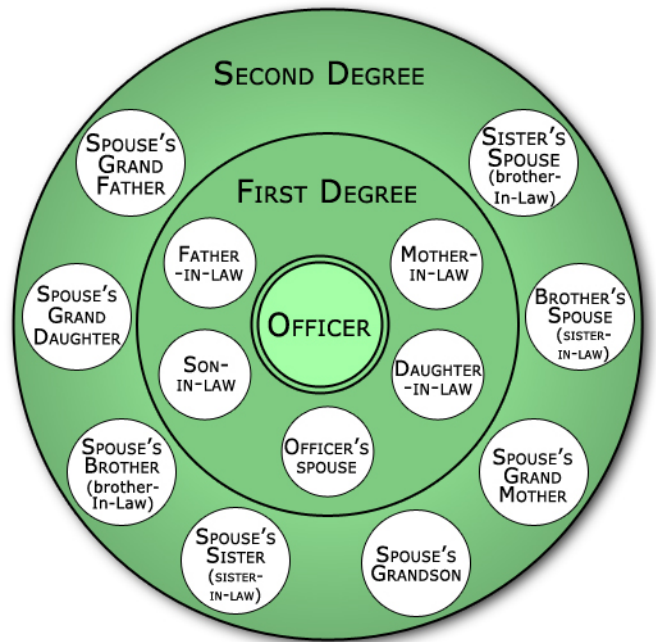 Second Degree
Spouse's
Grand
Father
Sister's
Spouse
(brother-
In-Law)
First Degree
Father
-in-law
Mother-
in-law
Spouse's
Grand
Daughter
Officer
Brother's
Spouse
(sister-
in-law)
Son-
in-law
Daughter
-in-law
Spouse's
Brother
(brother-
In-Law)
Officer's
spouse
Spouse's
Grand
Mother
Spouse's
Sister
(sister-
in-law)
Spouse's
Grandson